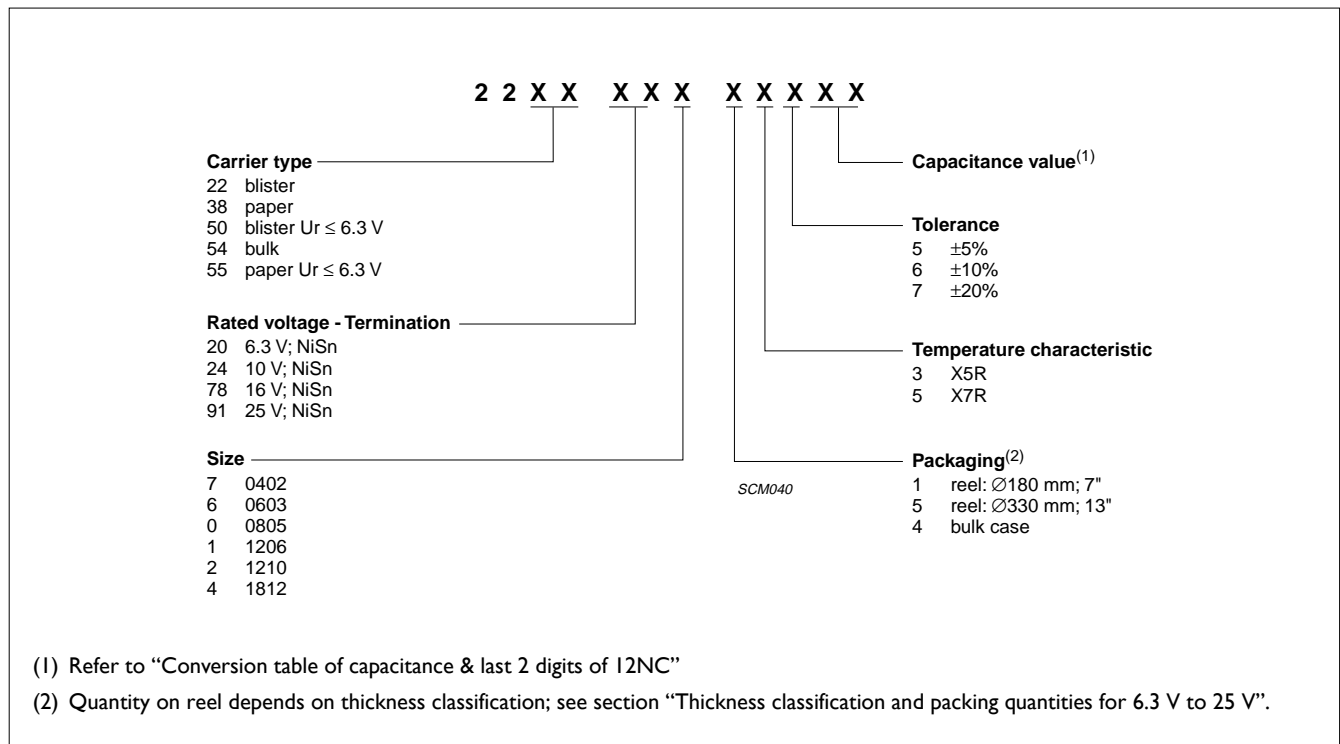 2 2 X X X X X X X X X X
Carrier type
22 blister
38 paper
50 blister Ur ≤ 6.3 V
54 bulk
55 paper Ur ≤ 6.3 V
Rated voltage - Termination
20 6.3 V; NiSn
24 10 V; NiSn
78 16 V; NiSn
91 25 V; NiSn
Size
7 0402
6 0603
0 0805
1 1206
2 1210
4 1812
Capacitance value(1)
Tolerance
5 ±5%
6 ±10%
7 ±20%
Temperature characteristic
3 X5R
5 X7R
Packaging(2)
1 reel: ∅180 mm; 7"
5 reel: ∅330 mm; 13"
4 bulk case
SCM040
(1) Refer to “Conversion table of capacitance & last 2 digits of 12NC”
(2) Quantity on reel depends on thickness classification; see section “Thickness classification and packing quantities for 6.3 V to 25 V”.